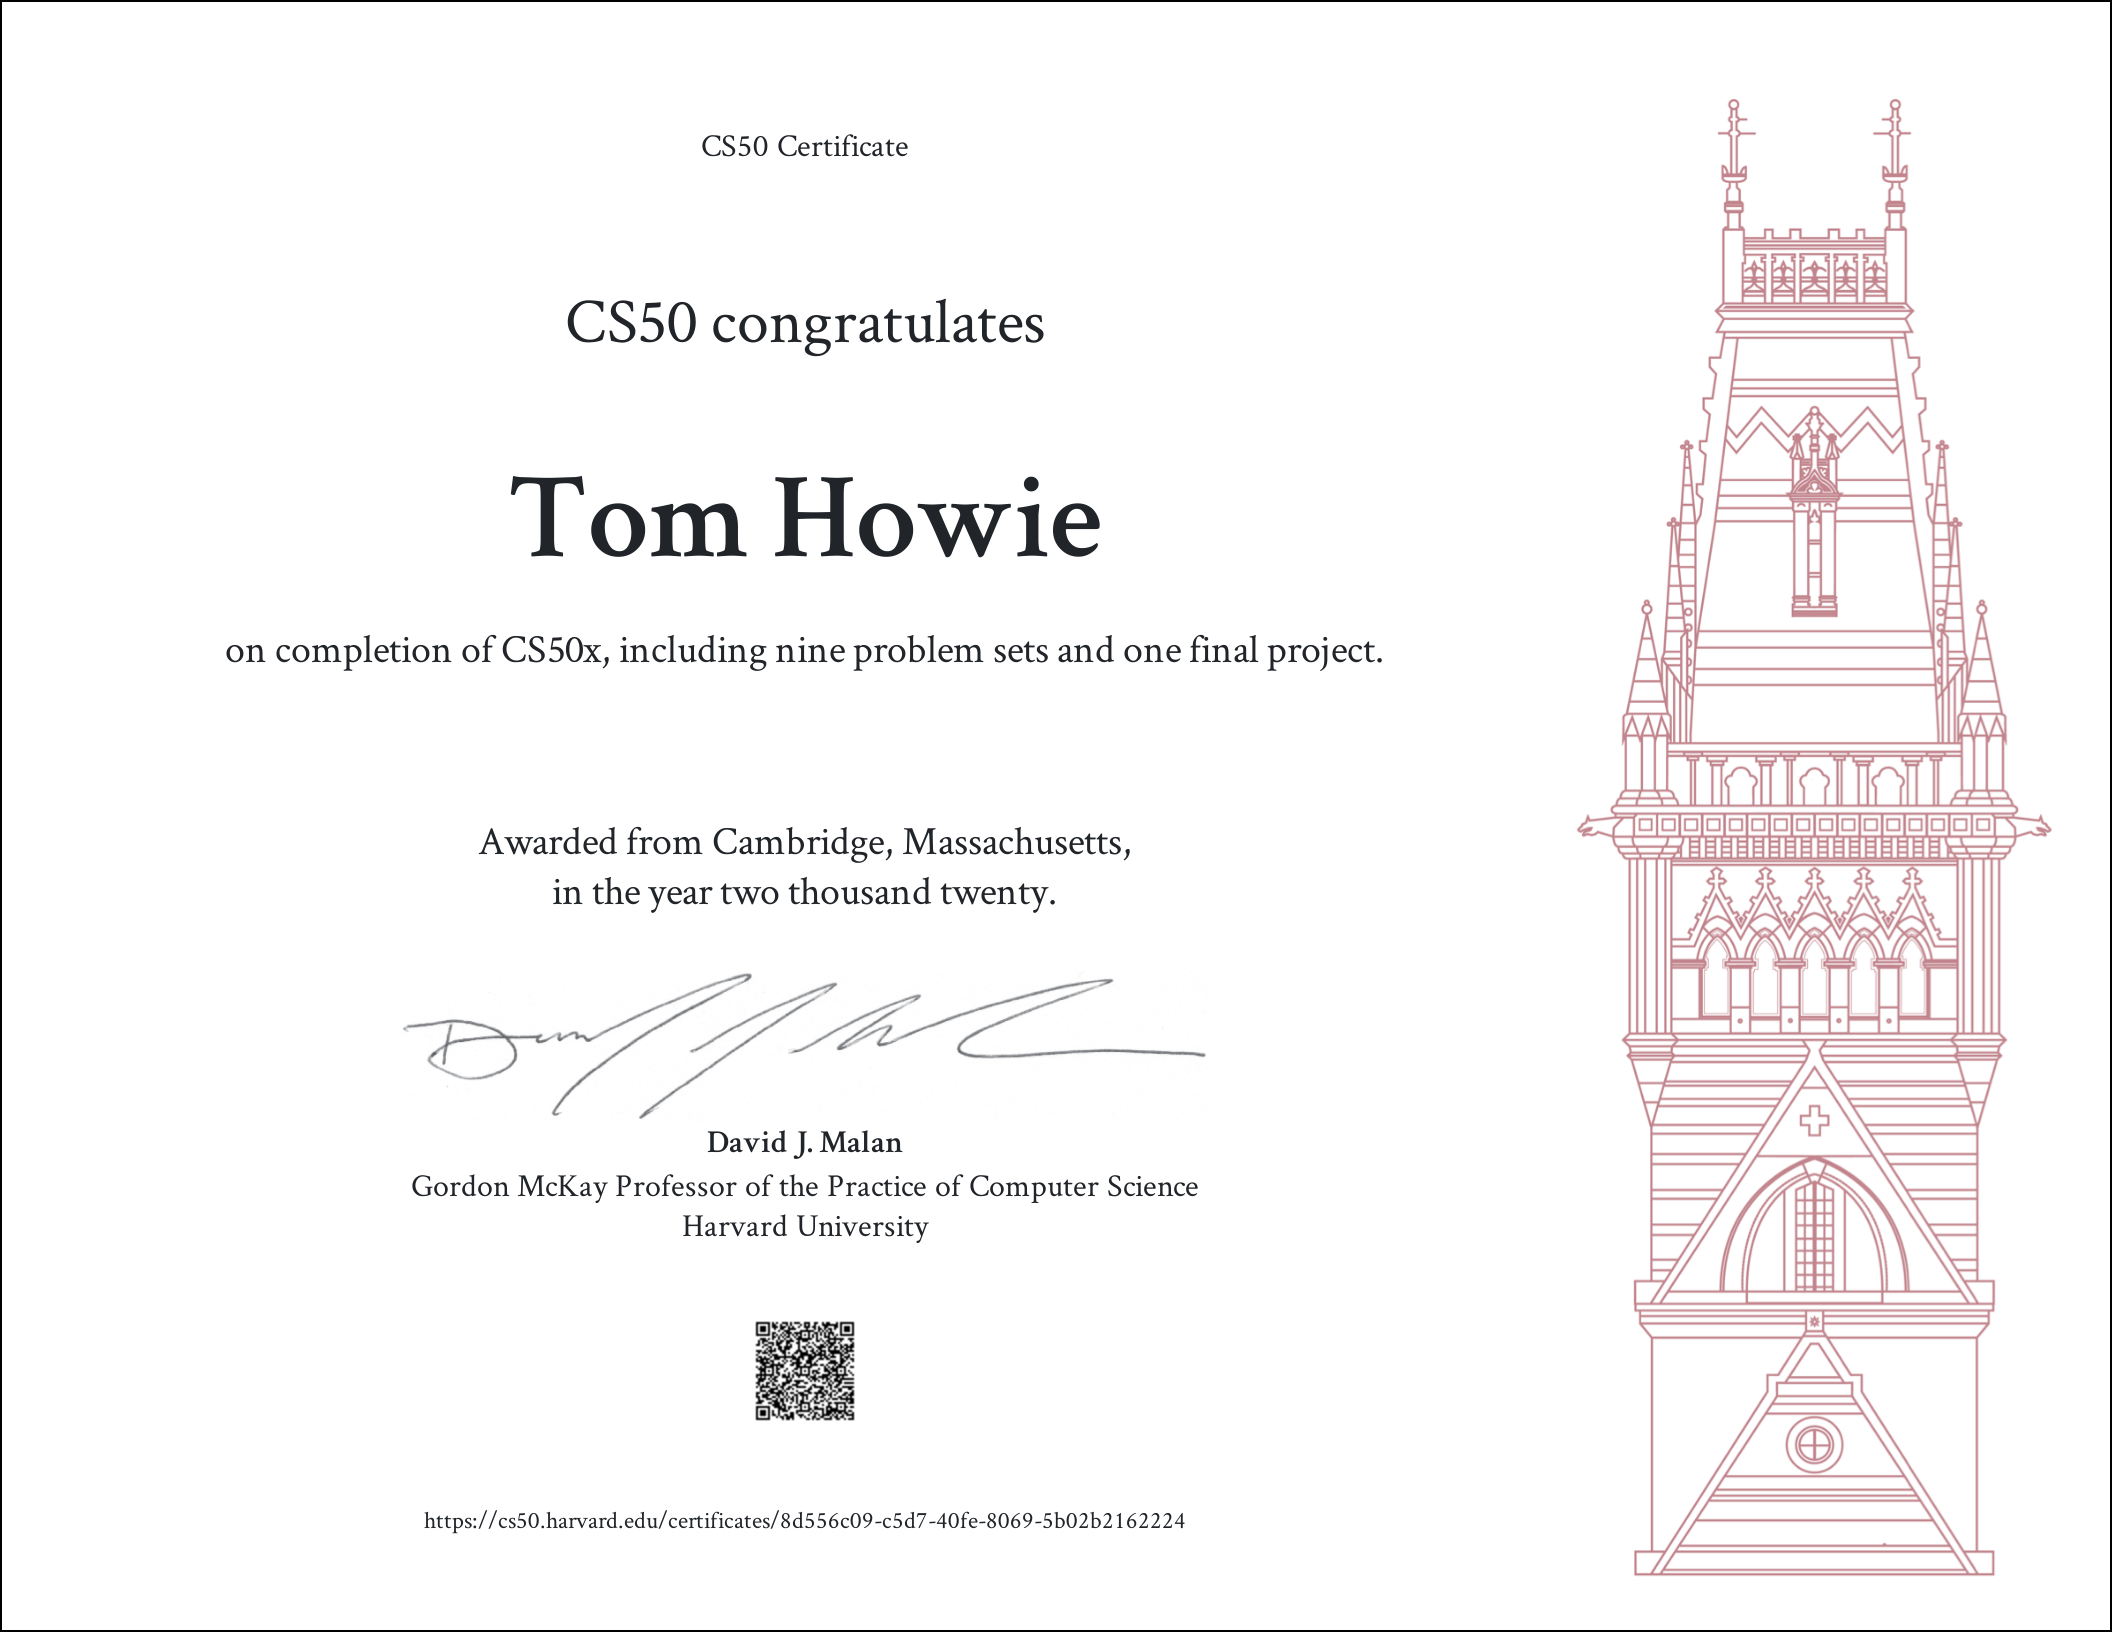 CS50 Certificate
CS50 congratulates
Tom Howie
on completion of CS50x, including nine problem sets and one final project.
Awarded from Cambridge, Massachusetts,
in the year two thousand twenty.
David J. Malan
Gordon McKay Professor of the Practice of Computer Science
Harvard University
https://cs50.harvard.edu/certificates/8d556c09-c5d7-40fe-8069-5b02b2162224